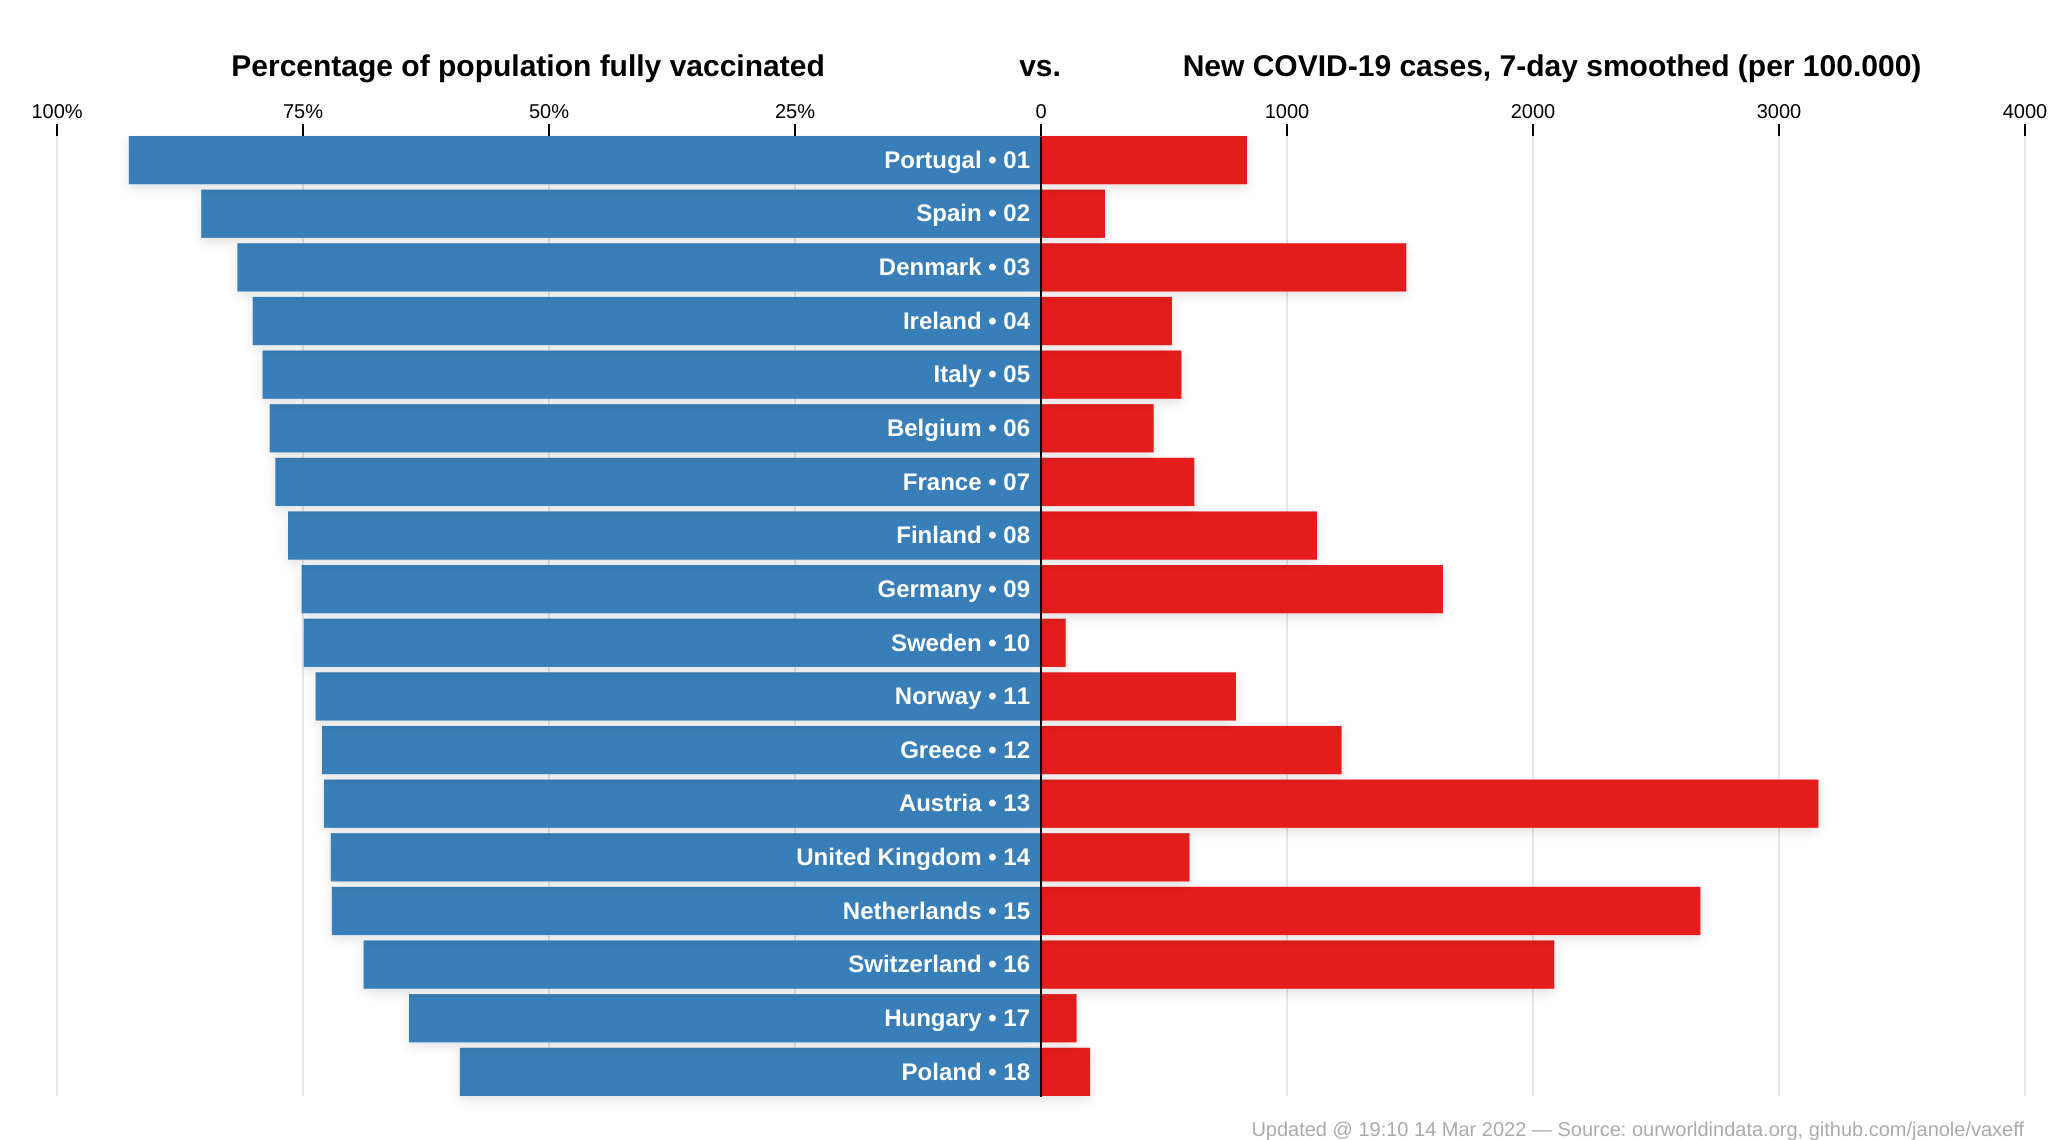 Percentage of population fully vaccinated vs. New COVID-19 cases, 7-day smoothed (per 100.000)
100% 75% 50% 25% 0 1000 2000 3000 4000
Portugal • 01
Spain • 02
Denmark • 03
Ireland • 04
Italy • 05
Belgium • 06
France • 07
Finland • 08
Germany • 09
Sweden • 10
Norway • 11
Greece • 12
Austria • 13
United Kingdom • 14
Netherlands • 15
Switzerland • 16
Hungary • 17
Poland • 18
Updated @ 19:10 14 Mar 2022 — Source: ourworldindata.org, github.com/janole/vaxeff